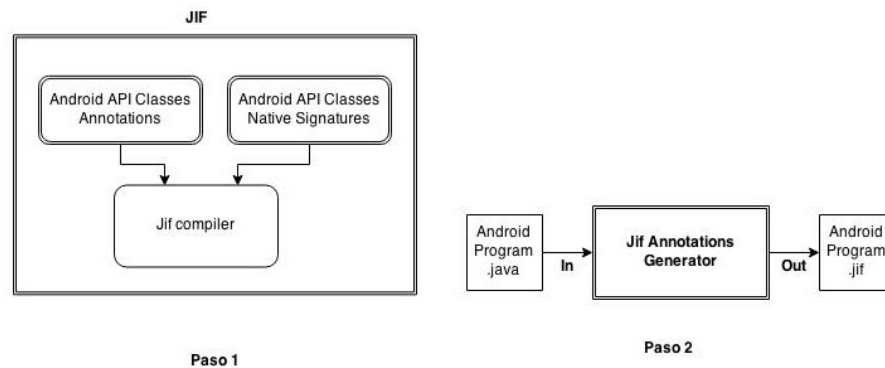 JIF
Android API Classes
Annotations
Android API Classes
Native Signatures
Jif compiler
Paso 1
Android
Program
.java
In
Jif Annotations
Generator
Out
Android
Program
.jif
Paso 2